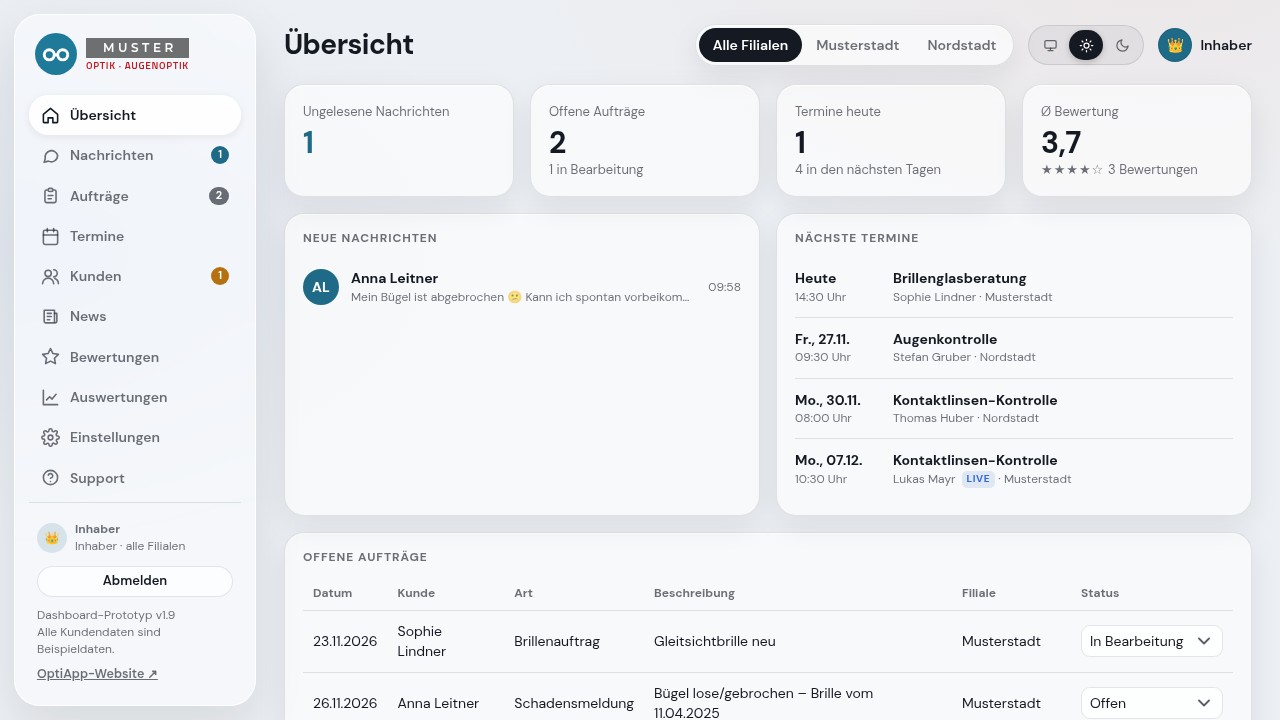 MUSTER
OPTIK · AUGENOPTIK
Übersicht
Nachrichten 1
Aufträge 2
Termine
Kunden 1
News
Bewertungen
Auswertungen
Einstellungen
Support
Inhaber
Inhaber · alle Filialen
Abmelden
Dashboard-Prototyp v1.9
Alle Kundendaten sind
Beispieldaten.
OptiApp-Website ↗
Übersicht
Alle Filialen Musterstadt Nordstadt
Inhaber
Ungelesene Nachrichten
1
Offene Aufträge
2
1 in Bearbeitung
Termine heute
1
4 in den nächsten Tagen
Ø Bewertung
3,7
★★★★☆ 3 Bewertungen
NEUE NACHRICHTEN
AL
Anna Leitner
Mein Bügel ist abgebrochen 😕 Kann ich spontan vorbeikom…
09:58
NÄCHSTE TERMINE
Heute Brillenglasberatung
14:30 Uhr Sophie Lindner · Musterstadt
Fr., 27.11. Augenkontrolle
09:30 Uhr Stefan Gruber · Nordstadt
Mo., 30.11. Kontaktlinsen-Kontrolle
08:00 Uhr Thomas Huber · Nordstadt
Mo., 07.12. Kontaktlinsen-Kontrolle
10:30 Uhr Lukas Mayr LIVE · Musterstadt
OFFENE AUFTRÄGE
Datum Kunde Art Beschreibung Filiale Status
23.11.2026 Sophie Lindner Brillenauftrag Gleitsichtbrille neu Musterstadt In Bearbeitung
26.11.2026 Anna Leitner Schadensmeldung Bügel lose/gebrochen – Brille vom 11.04.2025 Musterstadt Offen